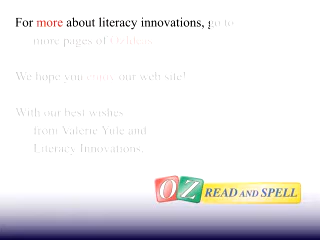 For more about literacy innovations, go to
more pages of OzIdeas
We hope you enjoy our web site!
With our best wishes
from Valerie Yule and
Literacy Innovations.
OZ READ AND SPELL